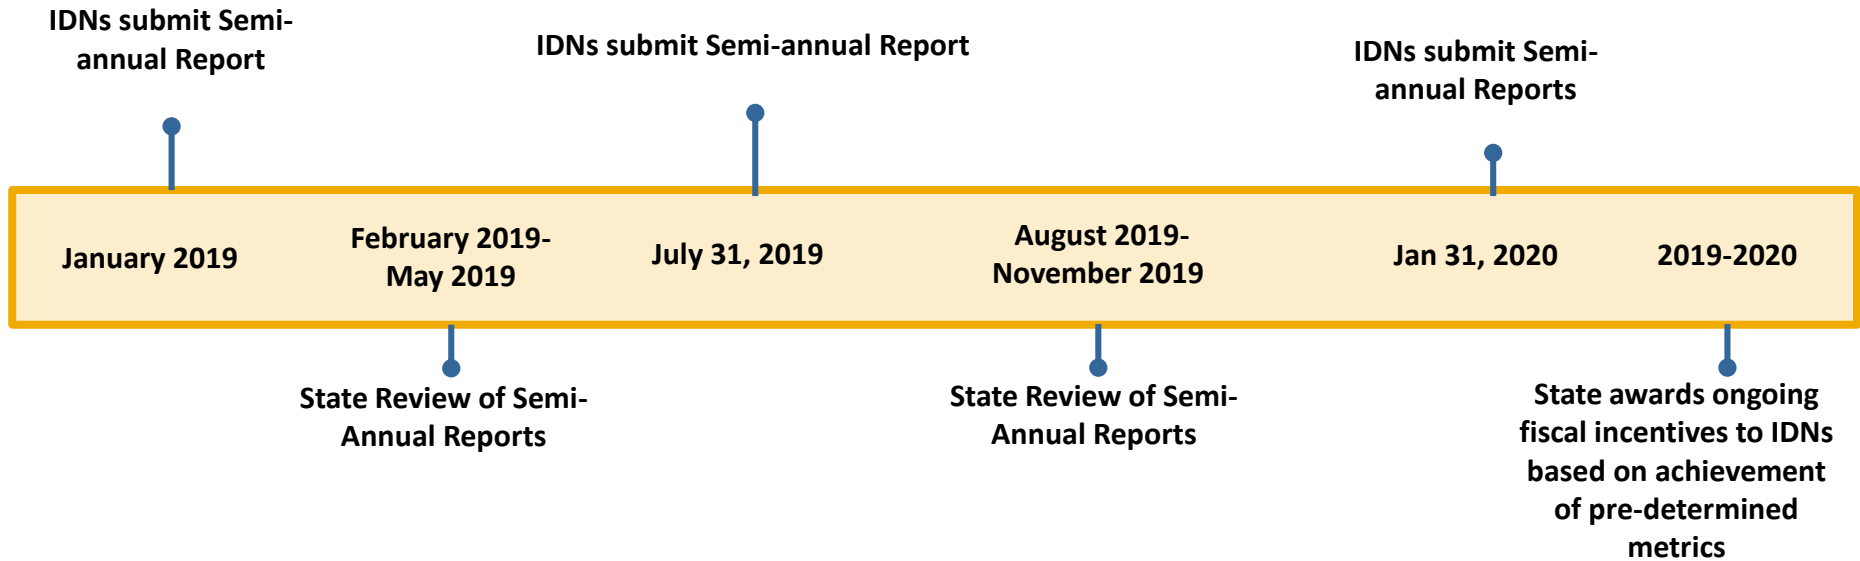 IDNs submit Semi-
annual Report
IDNs submit Semi-annual Report
IDNs submit Semi-
annual Reports
January 2019
February 2019-
May 2019
July 31, 2019
August 2019-
November 2019
Jan 31, 2020
2019-2020
State Review of Semi-
Annual Reports
State Review of Semi-
Annual Reports
State awards ongoing
fiscal incentives to IDNs
based on achievement
of pre-determined
metrics